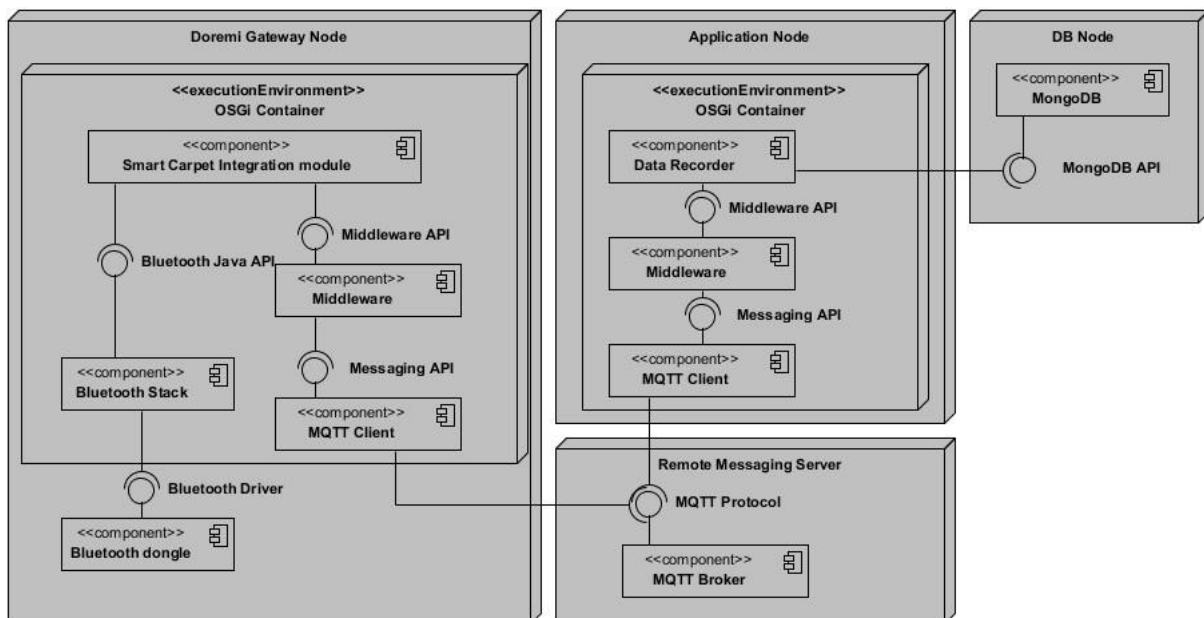 Doremi Gateway Node
<<executionEnvironment>>
OSGi Container
<<component>>
Smart Carpet Integration module
Middleware API
Bluetooth Java API
<<component>>
Middleware
<<component>>
Bluetooth Stack
Messaging API
<<component>>
MQTT Client
Bluetooth Driver
<<component>>
Bluetooth dongle
Application Node
<<executionEnvironment>>
OSGi Container
<<component>>
Data Recorder
Middleware API
<<component>>
Middleware
Messaging API
<<component>>
MQTT Client
Remote Messaging Server
MQTT Protocol
<<component>>
MQTT Broker
DB Node
<<component>>
MongoDB
MongoDB API